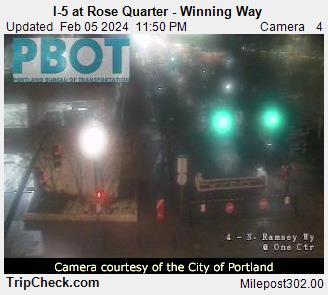 I-5 at Rose Quarter - Winning Way
Updated Feb 05 2024 11:50 PM Camera 4
PBOT
PORTLAND BUREAU OF TRANSPORTATION
4 - N. Ramsey Wy
@ One Ctr
Camera courtesy of the City of Portland
TripCheck.com Milepost302.00